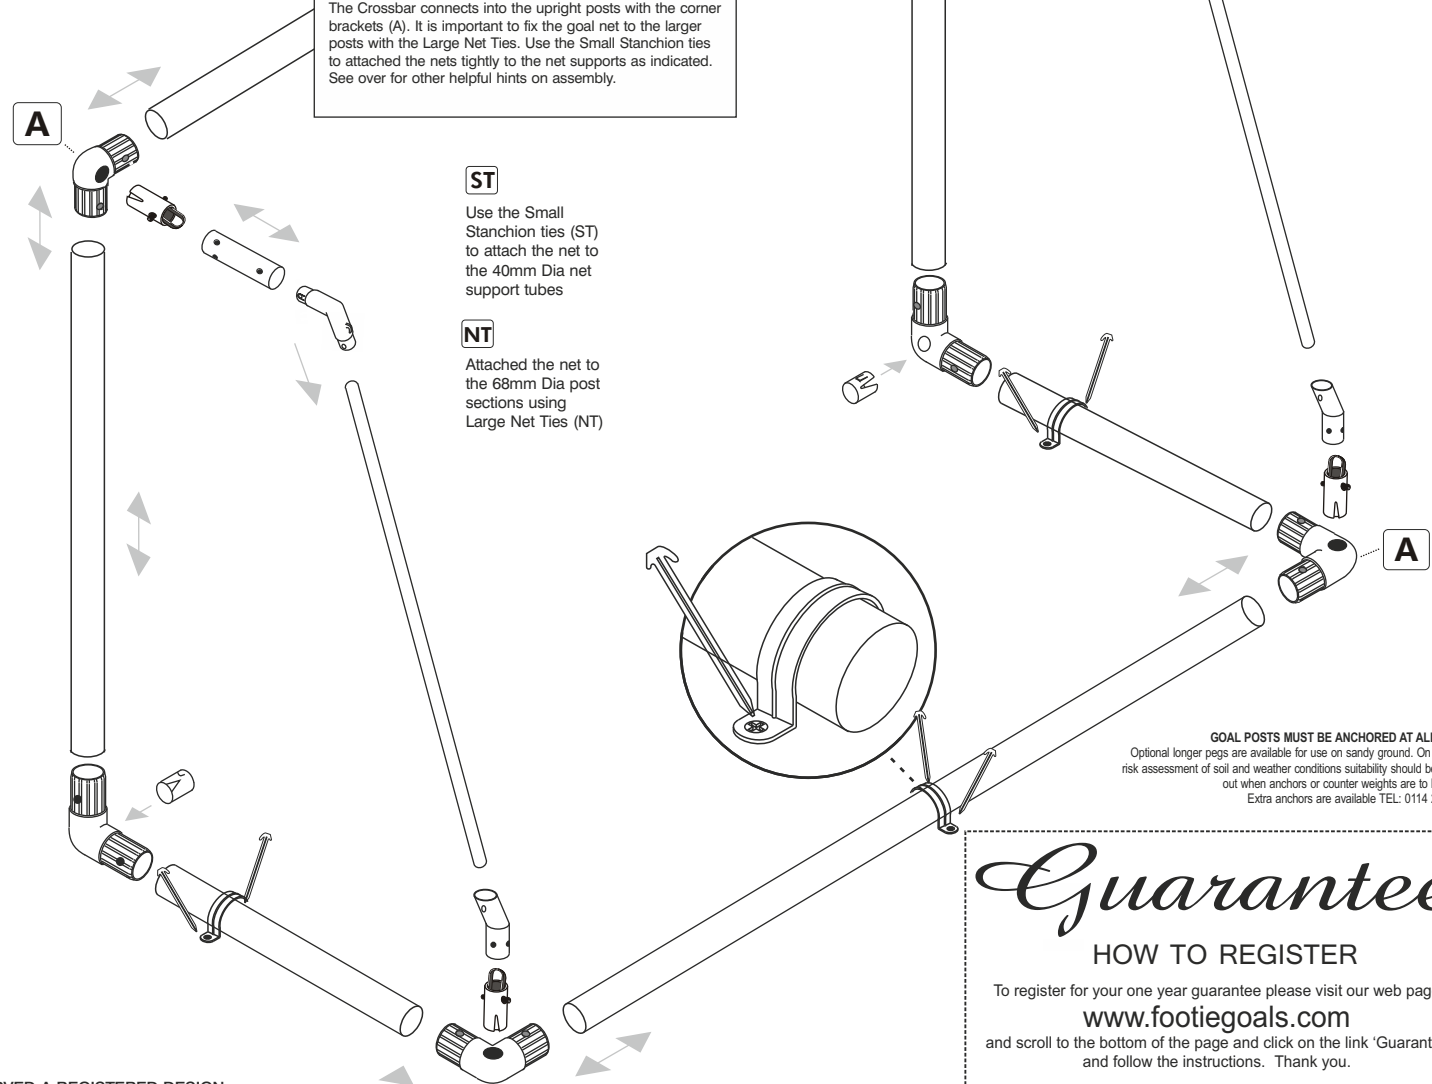 The Crossbar connects into the upright posts with the corner
brackets (A). It is important to fix the goal net to the larger
posts with the Large Net Ties. Use the Small Stanchion ties
to attached the nets tightly to the net supports as indicated.
See over for other helpful hints on assembly.
A
ST
Use the Small
Stanchion ties (ST)
to attach the net to
the 40mm Dia net
support tubes
NT
Attached the net to
the 68mm Dia post
sections using
Large Net Ties (NT)
A
GOAL POSTS MUST BE ANCHORED AT ALL
Optional longer pegs are available for use on sandy ground. On
risk assessment of soil and weather conditions suitability should be
out when anchors or counter weights are to
Extra anchors are available TEL: 0114
Guarantee
HOW TO REGISTER
To register for your one year guarantee please visit our web pag
www.footiegoals.com
and scroll to the bottom of the page and click on the link ‘Guarant
and follow the instructions. Thank you.
A REGISTERED DESIGN